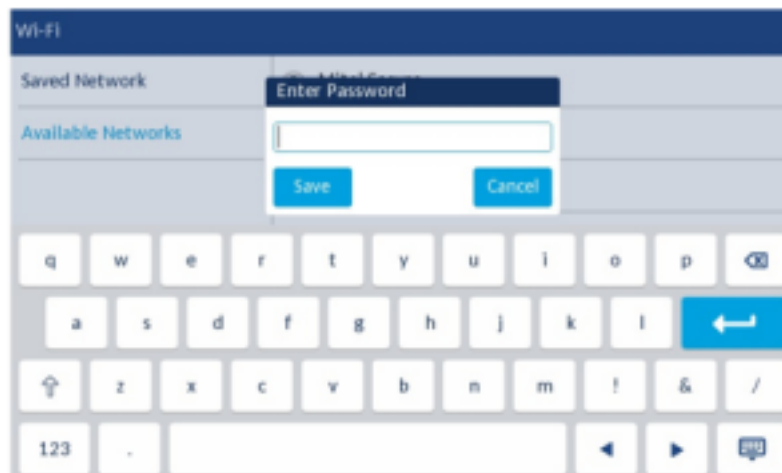 Wi-Fi
Saved Network
Enter Password
Available Networks
Save Cancel
q w e r t y u i o p
a s d f g h j k l
z x c v b n m ! & /
123 .